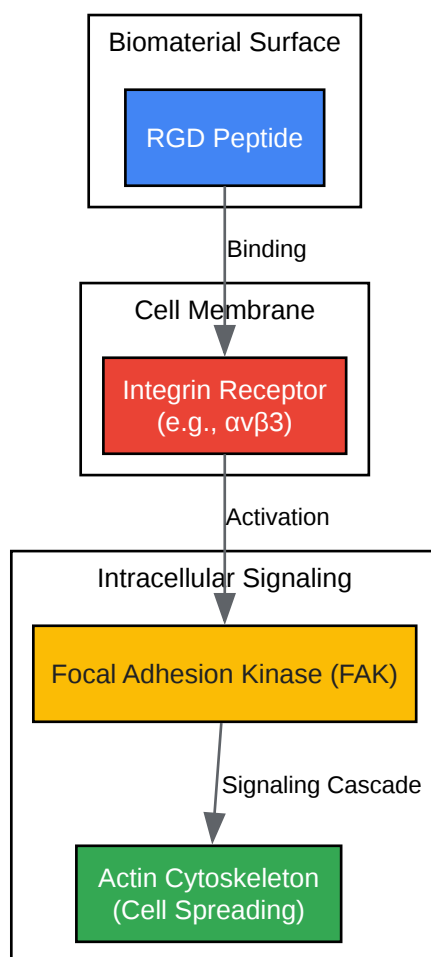 Biomaterial Surface
RGD Peptide
Binding
Cell Membrane
Integrin Receptor
(e.g., αvβ3)
Activation
Intracellular Signaling
Focal Adhesion Kinase (FAK)
Signaling Cascade
Actin Cytoskeleton
(Cell Spreading)